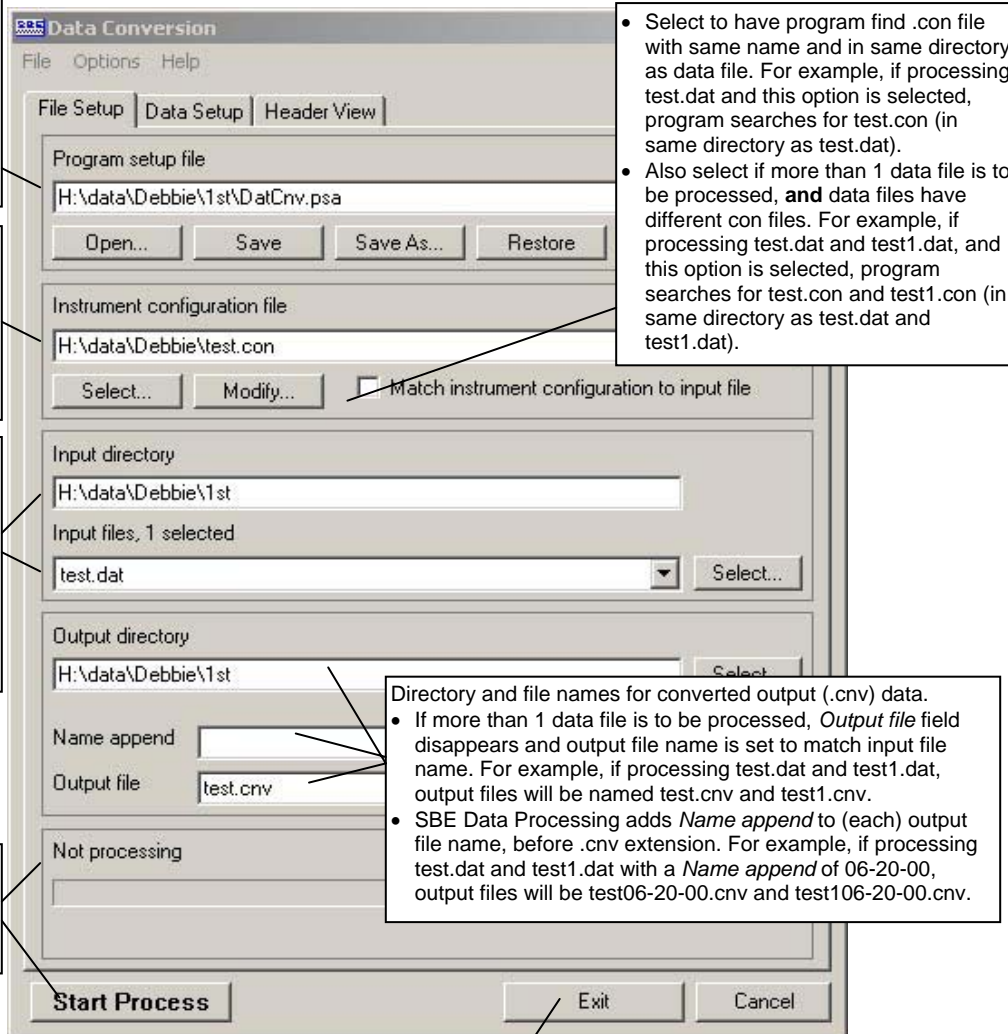 SBE Data Conversion
File Options Help
File Setup Data Setup Header View
Program setup file
H:\data\Debbie\1st\DatCnv.psa
Open... Save Save As... Restore
Instrument configuration file
H:\data\Debbie\test.con
Select... Modify... Match instrument configuration to input file
• Select to have program find .con file
with same name and in same directory
as data file. For example, if processing
test.dat and this option is selected,
program searches for test.con (in
same directory as test.dat).
• Also select if more than 1 data file is to
be processed, and data files have
different con files. For example, if
processing test.dat and test1.dat, and
this option is selected, program
searches for test.con and test1.con (in
same directory as test.dat and
test1.dat).
Input directory
H:\data\Debbie\1st
Input files, 1 selected
test.dat Select...
Output directory
H:\data\Debbie\1st Select...
Name append
Output file test.cnv
Directory and file names for converted output (.cnv) data.
• If more than 1 data file is to be processed, Output file field
disappears and output file name is set to match input file
name. For example, if processing test.dat and test1.dat,
output files will be named test.cnv and test1.cnv.
• SBE Data Processing adds Name append to (each) output
file name, before .cnv extension. For example, if processing
test.dat and test1.dat with a Name append of 06-20-00,
output files will be test06-20-00.cnv and test106-20-00.cnv.
Not processing
Start Process Exit Cancel